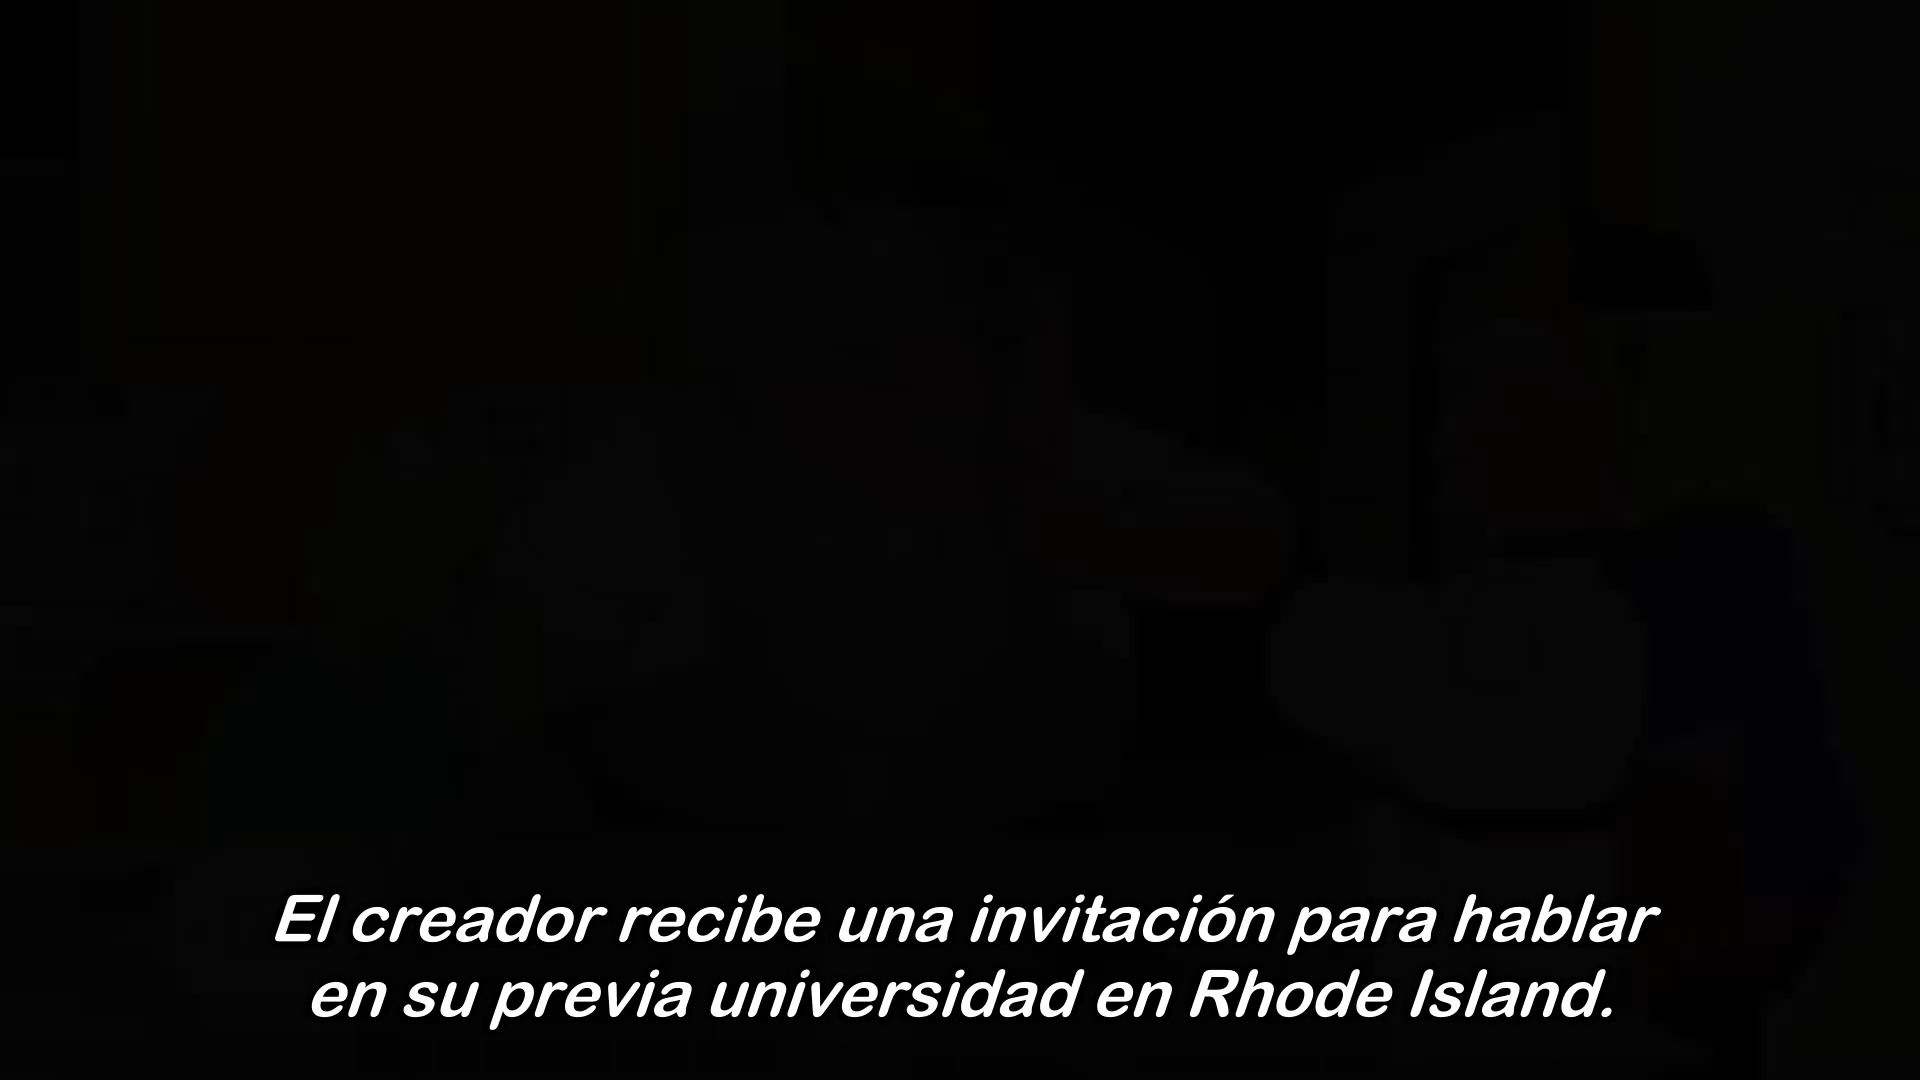 El creador recibe una invitación para hablar
en su previa universidad en Rhode Island.